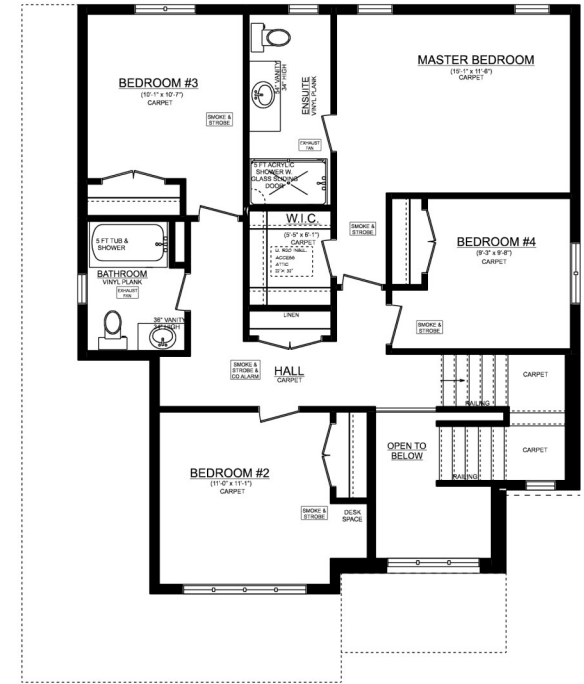 BEDROOM #3
(10'-1" x 10'-7")
CARPET
SMOKE &
STROBE
54" VANITY
34" HIGH
ENSUITE
VINYL PLANK
EXHAUST
FAN
5 FT ACRYLIC
SHOWER W.
GLASS SLIDING
DOOR
MASTER BEDROOM
(15'-1" x 11'-6")
CARPET
W.I.C.
(5'-5" x 6'-1")
CARPET
ACCESS
ATTIC
SMOKE &
STROBE
BEDROOM #4
(9'-3" x 9'-8")
CARPET
SMOKE &
STROBE
5 FT TUB &
SHOWER
BATHROOM
VINYL PLANK
EXHAUST
FAN
36" VANITY
34" HIGH
LINEN
SMOKE &
STROBE &
CO ALARM
HALL
CARPET
CARPET
RAILING
CARPET
RAILING
OPEN TO
BELOW
BEDROOM #2
(11'-0" x 11'-1")
CARPET
SMOKE &
STROBE
DESK
SPACE